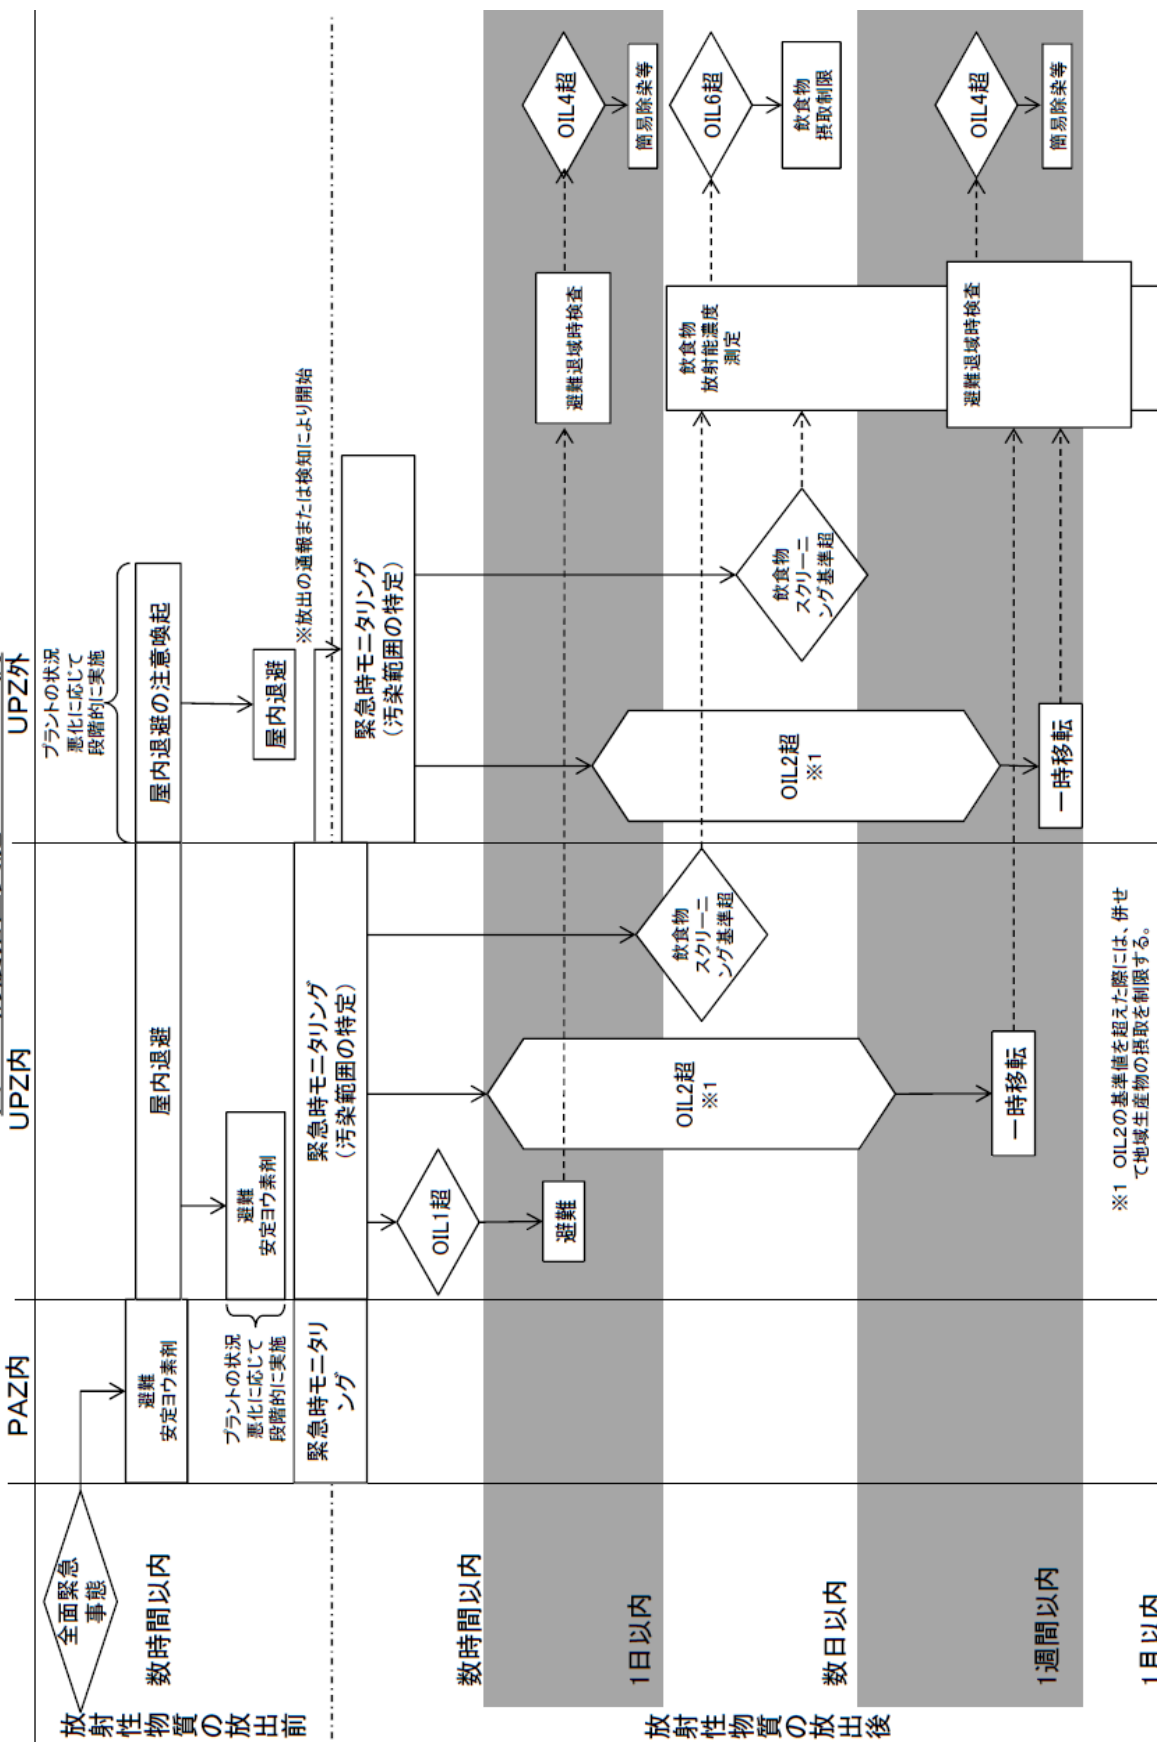 PAZ内
UPZ内
UPZ外
放射性物質の放出前
全面緊急
事態
数時間以内
避難
安定ヨウ素剤
屋内退避
プラントの状況
悪化に応じて
段階的に実施
屋内退避の注意喚起
プラントの状況
悪化に応じて
段階的に実施
避難
安定ヨウ素剤
屋内退避
※放出の通報または検知により開始
緊急時モニタリ
ング
緊急時モニタリング
（汚染範囲の特定）
緊急時モニタリング
（汚染範囲の特定）
放射性物質の放出後
数時間以内
OIL1超
1日以内
避難
避難退域時検査
OIL4超
簡易除染等
数日以内
OIL2超
※1
飲食物
スクリーニ
ング基準超
OIL2超
※1
飲食物
スクリーニ
ング基準超
飲食物
放射能濃度
測定
OIL6超
飲食物
摂取制限
1週間以内
一時移転
一時移転
避難退域時検査
OIL4超
簡易除染等
1月以内
※1 OIL2の基準値を超えた際には、併せ
て地域生産物の摂取を制限する。